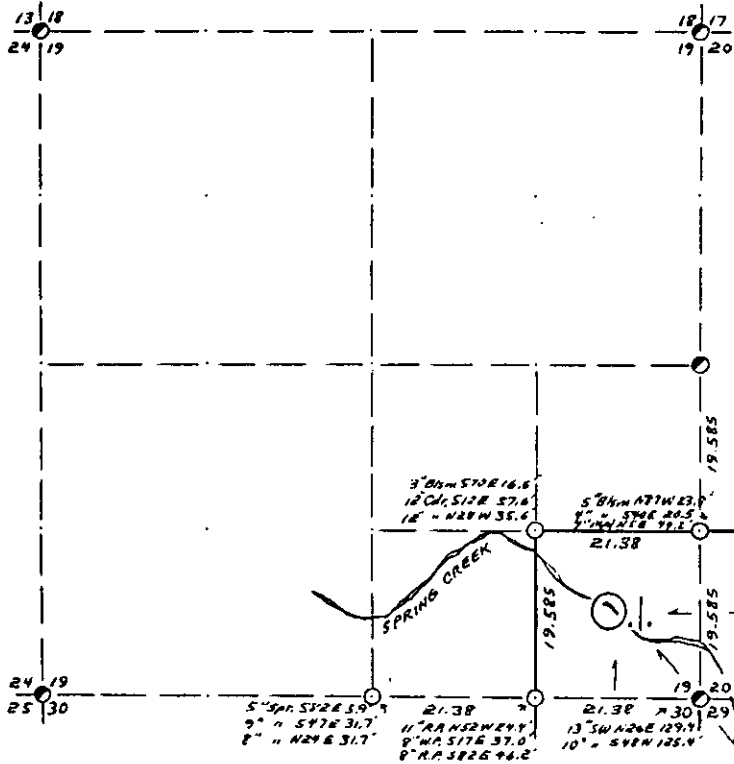 13 18
24 19
18 17
19 20
19.585
3" Blsm S70E 16.6'
12" Cdr, S12E 57.6'
12" " N28W 35.6'
5" Blsm N87W 23.9'
21.38
SPRING CREEK
19.585
19.585
24 19
25 30
19 20
30 29
5" Spr. S52E 5.9'
9" " S47E 31.7'
8" " N24E 31.7'
21.38
11" R.P. N52W 24.4'
8" W.P. S17E 37.0'
8" R.P. S82E 46.2'
21.38
13" SW N26E 129.4'
10" " S48W 125.4'